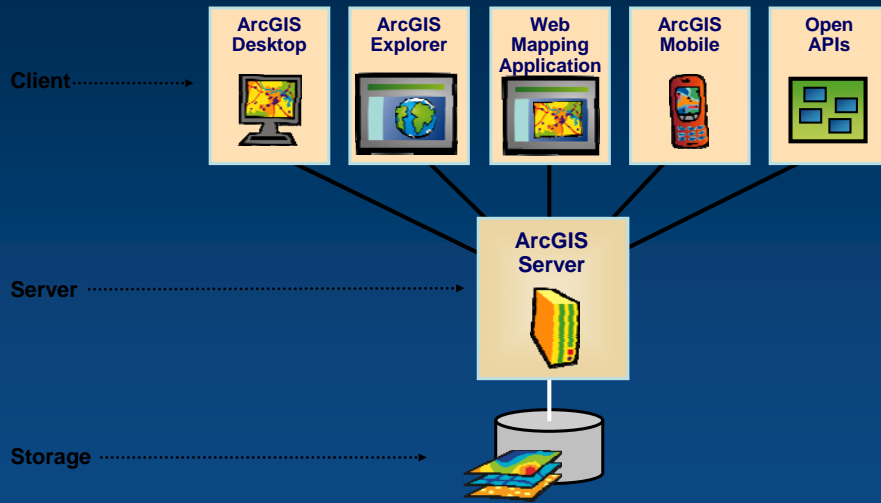 ArcGIS
Desktop
ArcGIS
Explorer
Web
Mapping
Application
ArcGIS
Mobile
Open
APIs
Client
ArcGIS
Server
Server
Storage